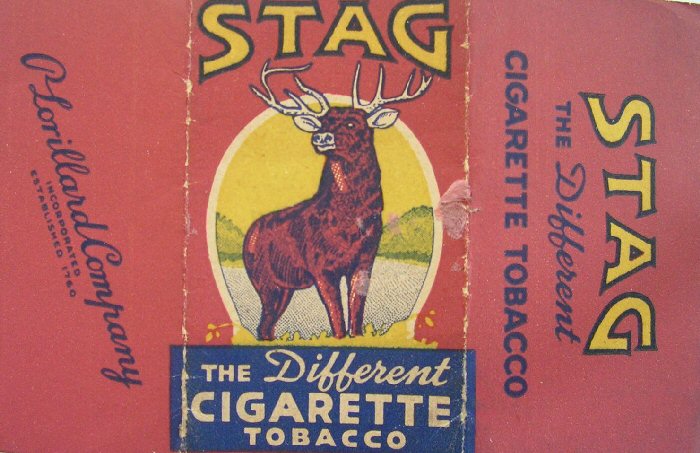 P. Lorillard Company
INCORPORATED
ESTABLISHED 1760
STAG
THE Different
CIGARETTE
TOBACCO
STAG
THE Different
CIGARETTE TOBACCO